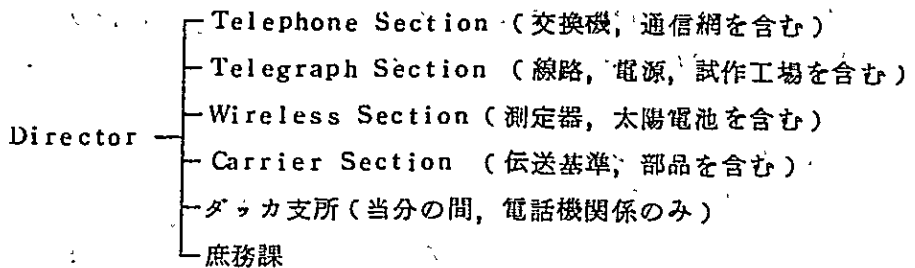 Telephone Section (交換機, 通信網を含む)
Telegraph Section (線路, 電源, 試作工場を含む)
Director
Wireless Section (測定器, 太陽電池を含む)
Carrier Section (伝送基準, 部品を含む)
ダッカ支所 (当分の間, 電話機関係のみ)
庶務課